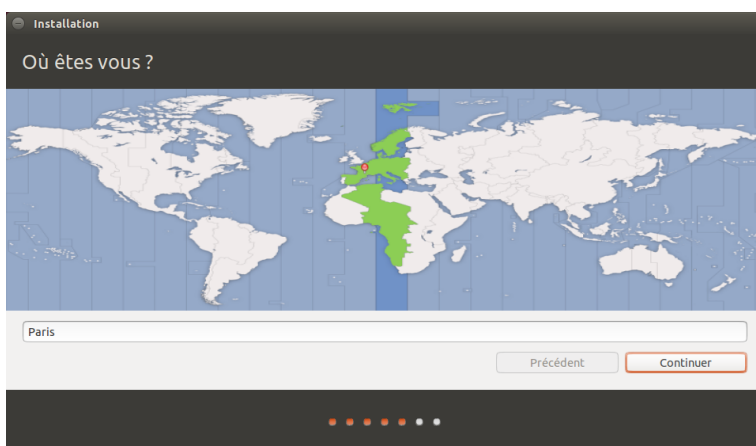 Installation
Où êtes vous ?
Paris
Précédent
Continuer